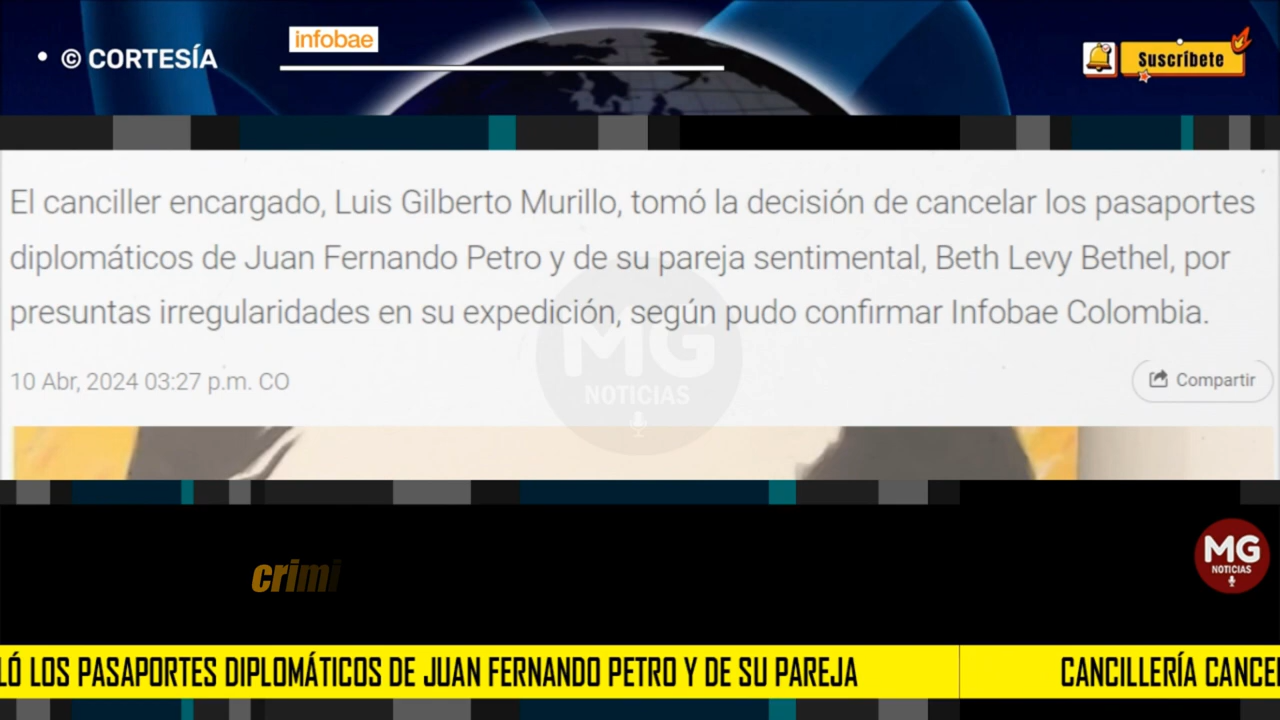 © CORTESÍA
infobae
Suscríbete
El canciller encargado, Luis Gilberto Murillo, tomó la decisión de cancelar los pasaportes
diplomáticos de Juan Fernando Petro y de su pareja sentimental, Beth Levy Bethel, por
presuntas irregularidades en su expedición, según pudo confirmar Infobae Colombia.
MG
NOTICIAS
10 Abr, 2024 03:27 p.m. CO
Compartir
crimi
MG
NOTICIAS
LÓ LOS PASAPORTES DIPLOMÁTICOS DE JUAN FERNANDO PETRO Y DE SU PAREJA
CANCILLERÍA CANCE